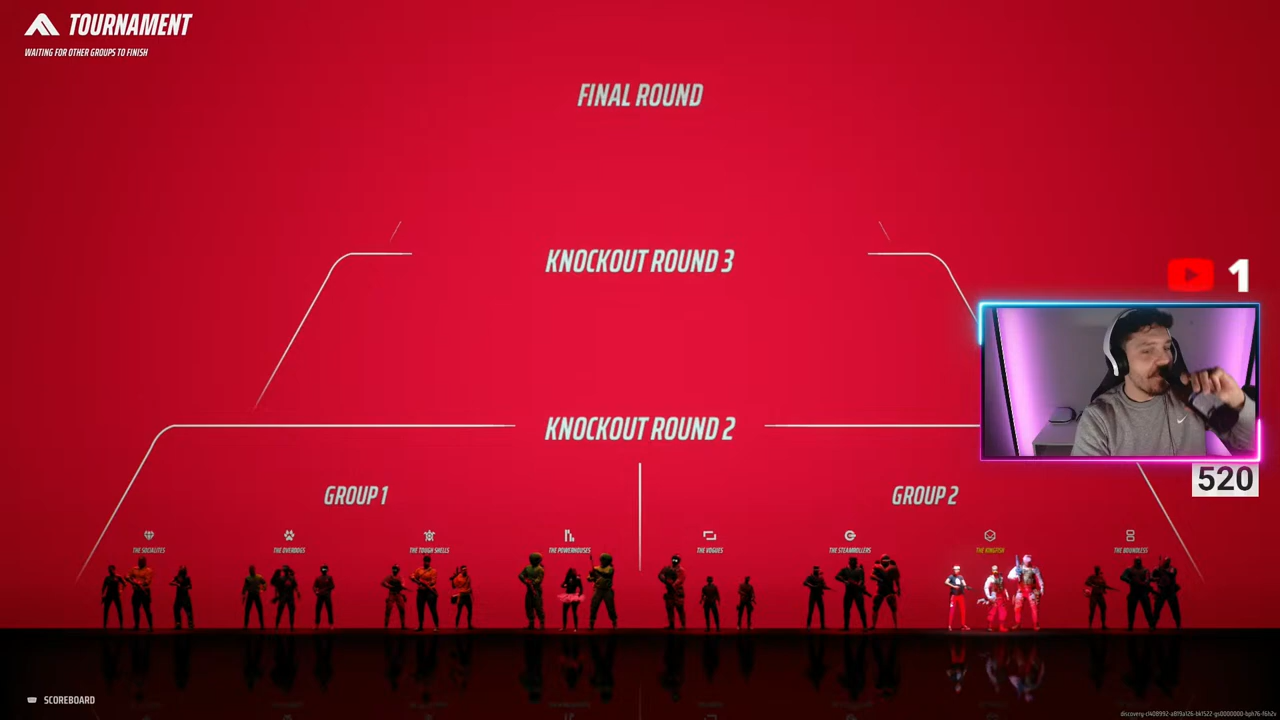 TOURNAMENT
WAITING FOR OTHER GROUPS TO FINISH
FINAL ROUND
KNOCKOUT ROUND 3
1
KNOCKOUT ROUND 2
520
GROUP 1
GROUP 2
THE SOCIALITES
THE OVERDOGS
THE TOUGH SHELLS
THE POWERHOUSES
THE VOGUES
THE STEAMROLLERS
THE KINGFISH
THE BOUNDLESS
SCOREBOARD